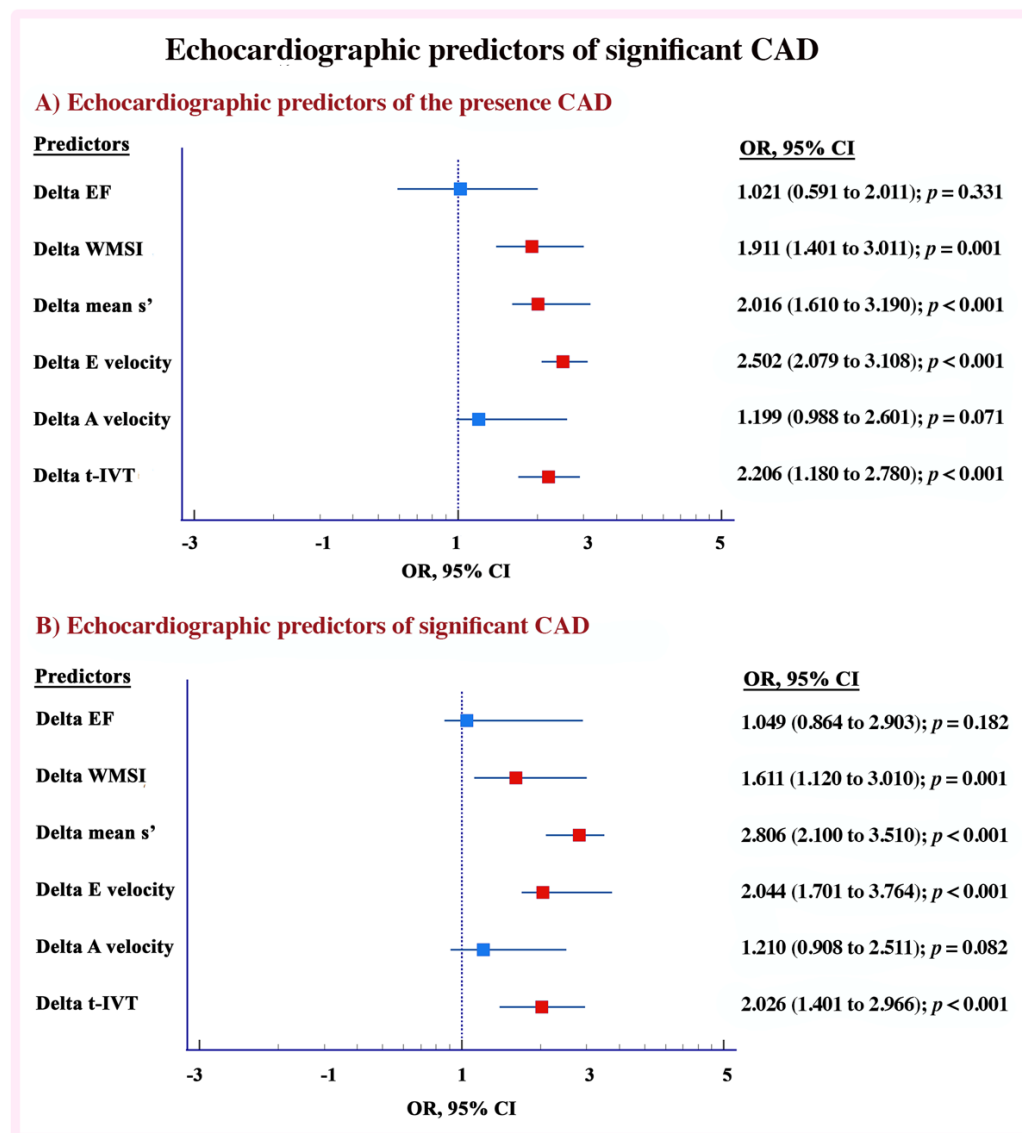 Echocardiographic predictors of significant CAD
A) Echocardiographic predictors of the presence CAD
Predictors OR, 95% CI
Delta EF 1.021 (0.591 to 2.011); p = 0.331
Delta WMSI 1.911 (1.401 to 3.011); p = 0.001
Delta mean s’ 2.016 (1.610 to 3.190); p < 0.001
Delta E velocity 2.502 (2.079 to 3.108); p < 0.001
Delta A velocity 1.199 (0.988 to 2.601); p = 0.071
Delta t-IVT 2.206 (1.180 to 2.780); p < 0.001
-3 -1 1 3 5
OR, 95% CI
B) Echocardiographic predictors of significant CAD
Predictors OR, 95% CI
Delta EF 1.049 (0.864 to 2.903); p = 0.182
Delta WMSI 1.611 (1.120 to 3.010); p = 0.001
Delta mean s’ 2.806 (2.100 to 3.510); p < 0.001
Delta E velocity 2.044 (1.701 to 3.764); p < 0.001
Delta A velocity 1.210 (0.908 to 2.511); p = 0.082
Delta t-IVT 2.026 (1.401 to 2.966); p < 0.001
-3 -1 1 3 5
OR, 95% CI